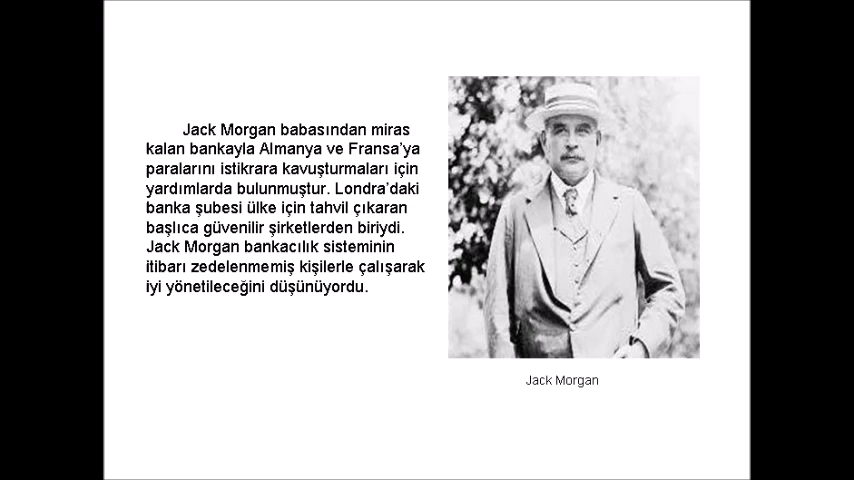 Jack Morgan babasından miras
kalan bankayla Almanya ve Fransa’ya
paralarını istikrara kavuşturmaları için
yardımlarda bulunmuştur. Londra’daki
banka şubesi ülke için tahvil çıkaran
başlıca güvenilir şirketlerden biriydi.
Jack Morgan bankacılık sisteminin
itibarı zedelenmemiş kişilerle çalışarak
iyi yönetileceğini düşünüyordu.
Jack Morgan